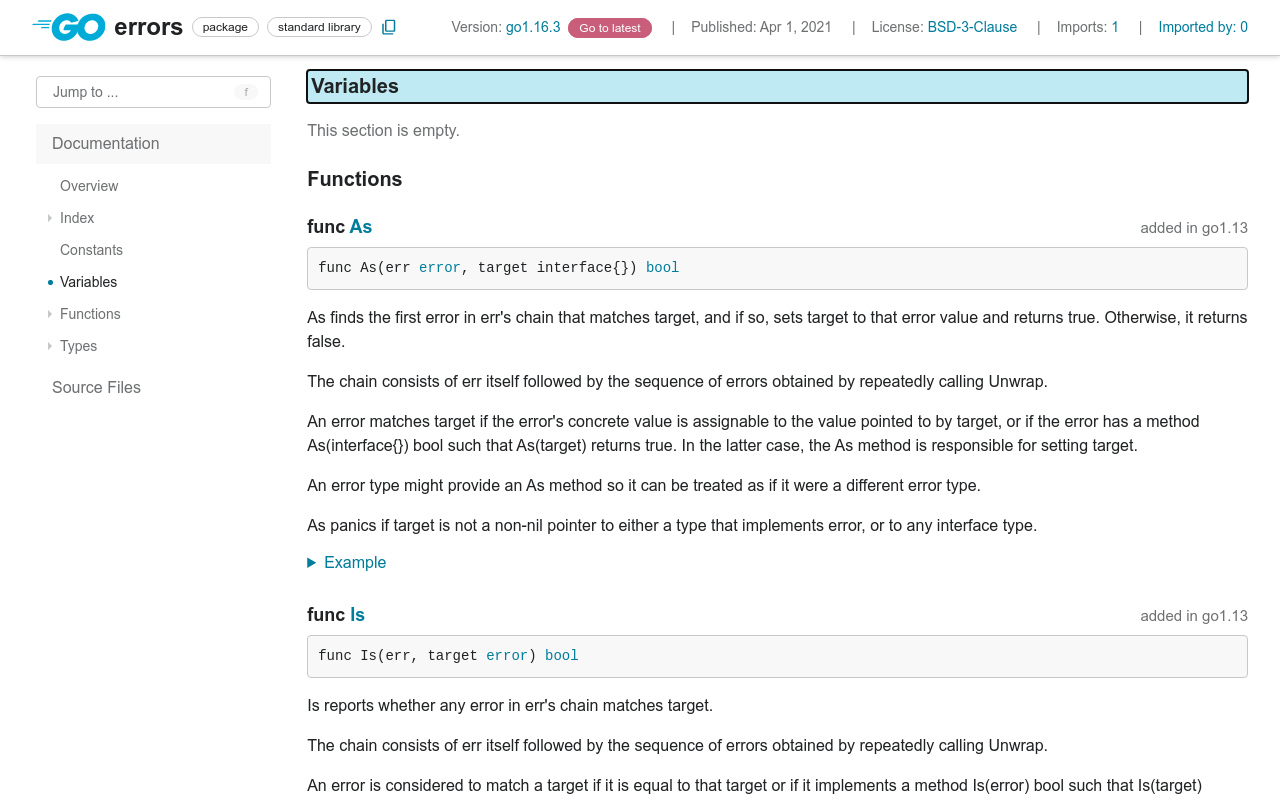 GO errors package standard library Version: go1.16.3 Go to latest | Published: Apr 1, 2021 | License: BSD-3-Clause | Imports: 1 | Imported by: 0
Jump to ... f
Documentation
Overview
Index
Constants
Variables
Functions
Types
Source Files
Variables
This section is empty.
Functions
func As added in go1.13
func As(err error, target interface{}) bool
As finds the first error in err's chain that matches target, and if so, sets target to that error value and returns true. Otherwise, it returns
false.
The chain consists of err itself followed by the sequence of errors obtained by repeatedly calling Unwrap.
An error matches target if the error's concrete value is assignable to the value pointed to by target, or if the error has a method
As(interface{}) bool such that As(target) returns true. In the latter case, the As method is responsible for setting target.
An error type might provide an As method so it can be treated as if it were a different error type.
As panics if target is not a non-nil pointer to either a type that implements error, or to any interface type.
Example
func Is added in go1.13
func Is(err, target error) bool
Is reports whether any error in err's chain matches target.
The chain consists of err itself followed by the sequence of errors obtained by repeatedly calling Unwrap.
An error is considered to match a target if it is equal to that target or if it implements a method Is(error) bool such that Is(target)